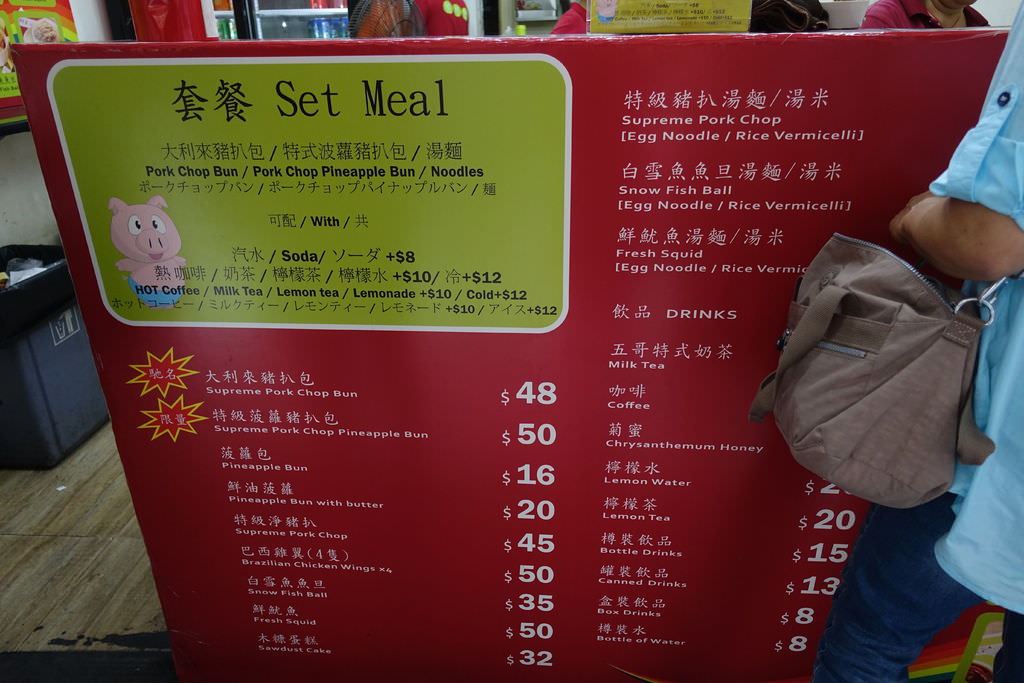 套餐 Set Meal
大利來豬扒包 / 特式波蘿豬扒包 / 湯麵
Pork Chop Bun / Pork Chop Pineapple Bun / Noodles
ポークチョップパン / ポークチョップパイナップルパン / 麺
可配 / With / 共
汽水 / Soda/ ソーダ +$8
熱 咖啡 / 奶茶 / 檸檬茶 / 檸檬水 +$10/ 冷+$12
HOT Coffee / Milk Tea / Lemon tea / Lemonade +$10 / Cold+$12
ホットコーヒー / ミルクティー / レモンティー / レモネード +$10 / アイス+$12
馳名
大利來豬扒包 $ 48
Supreme Pork Chop Bun
限量
特級菠蘿豬扒包 $ 50
Supreme Pork Chop Pineapple Bun
菠蘿包 $ 16
Pineapple Bun
鮮油菠蘿 $ 20
Pineapple Bun with butter
特級淨豬扒 $ 45
Supreme Pork Chop
巴西雞翼(4隻) $ 50
Brazilian Chicken Wings x4
白雪魚魚旦 $ 35
Snow Fish Ball
鮮魷魚 $ 50
Fresh Squid
木糠蛋糕 $ 32
Sawdust Cake
特級豬扒湯麵/湯米
Supreme Pork Chop
[Egg Noodle / Rice Vermicelli]
白雪魚魚旦湯麵/湯米
Snow Fish Ball
[Egg Noodle / Rice Vermicelli]
鮮魷魚湯麵/湯米
Fresh Squid
[Egg Noodle / Rice
飲品 DRINKS
五哥特式奶茶
Milk Tea
咖啡
Coffee
菊蜜
Chrysanthemum Honey
檸檬水 $
Lemon Water
檸檬茶 $ 20
Lemon Tea
樽裝飲品 $ 15
Bottle Drinks
罐裝飲品 $ 13
Canned Drinks
盒裝飲品 $ 8
Box Drinks
樽裝水 $ 8
Bottle of Water